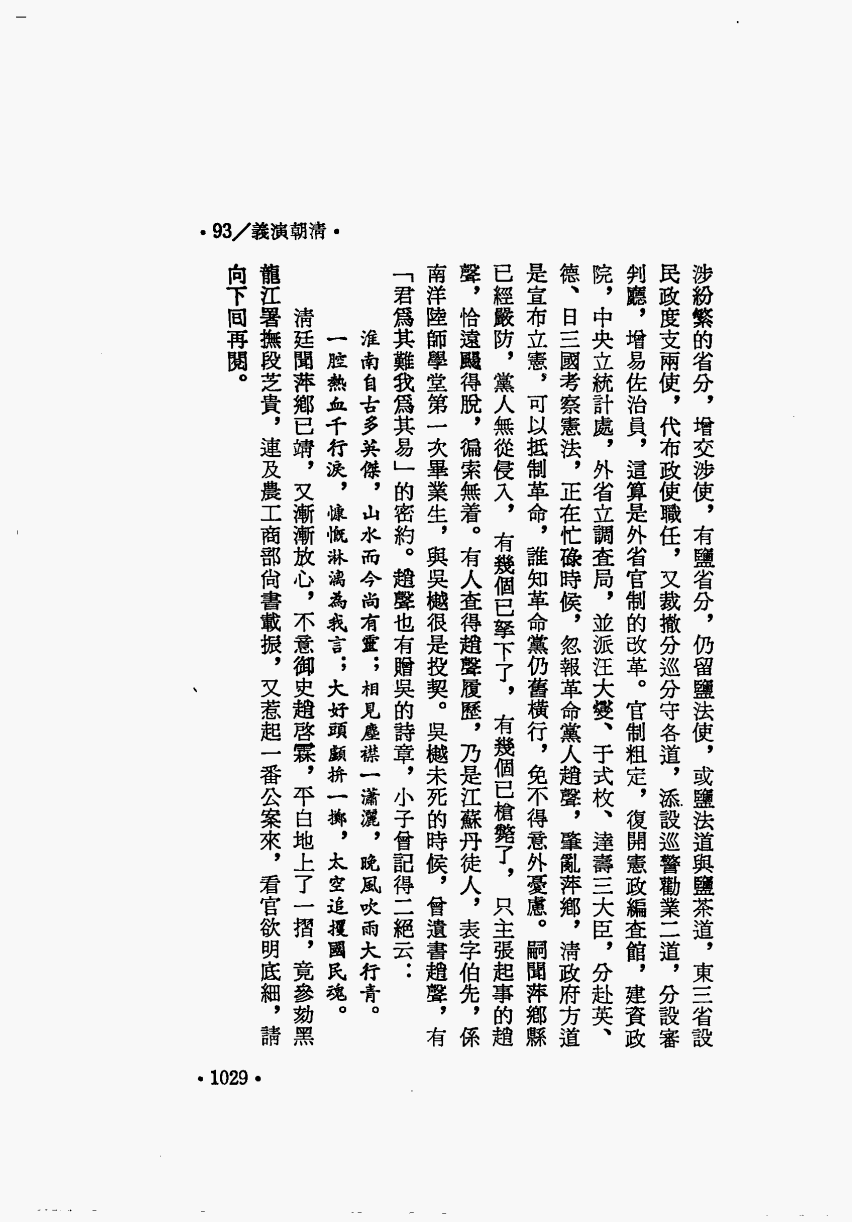 •93／義演朝清•
涉紛繁的省分，增交涉使，有鹽省分，仍留鹽法使，或鹽法道與鹽茶道，東三省設
民政度支兩使，代布政使職任，又裁撤分巡分守各道，添設巡警勸業二道，分設審
判廳，增易佐治員，這算是外省官制的改革。官制粗定，復開憲政編查館，建資政
院，中央立統計處，外省立調查局，並派汪大燮、于式枚、達壽三大臣，分赴英、
德、日三國考察憲法，正在忙碌時候，忽報革命黨人趙聲，肇亂萍鄉，清政府方道
是宣布立憲，可以抵制革命，誰知革命黨仍舊橫行，免不得意外憂慮。嗣聞萍鄉縣
已經嚴防，黨人無從侵入，有幾個已拏下了，有幾個已槍斃了，只主張起事的趙
聲，恰遠颺得脫，徧索無着。有人查得趙聲履歷，乃是江蘇丹徒人，表字伯先，係
南洋陸師學堂第一次畢業生，與吳樾很是投契。吳樾未死的時候，曾遺書趙聲，有
「君爲其難我爲其易」的密約。趙聲也有贈吳的詩章，小子曾記得二絕云：
淮南自古多英傑，山水而今尚有靈；相見塵襟一瀟灑，晚風吹雨大行青。
一腔熱血千行淚，慷慨淋漓為我言；大好頭顱拚一擲，太空追攫國民魂。
清廷聞萍鄉已靖，又漸漸放心，不意御史趙啓霖，平白地上了一摺，竟參劾黑
龍江署撫段芝貴，連及農工商部尙書載振，又惹起一番公案來，看官欲明底細，請
向下囘再閱。
•1029•